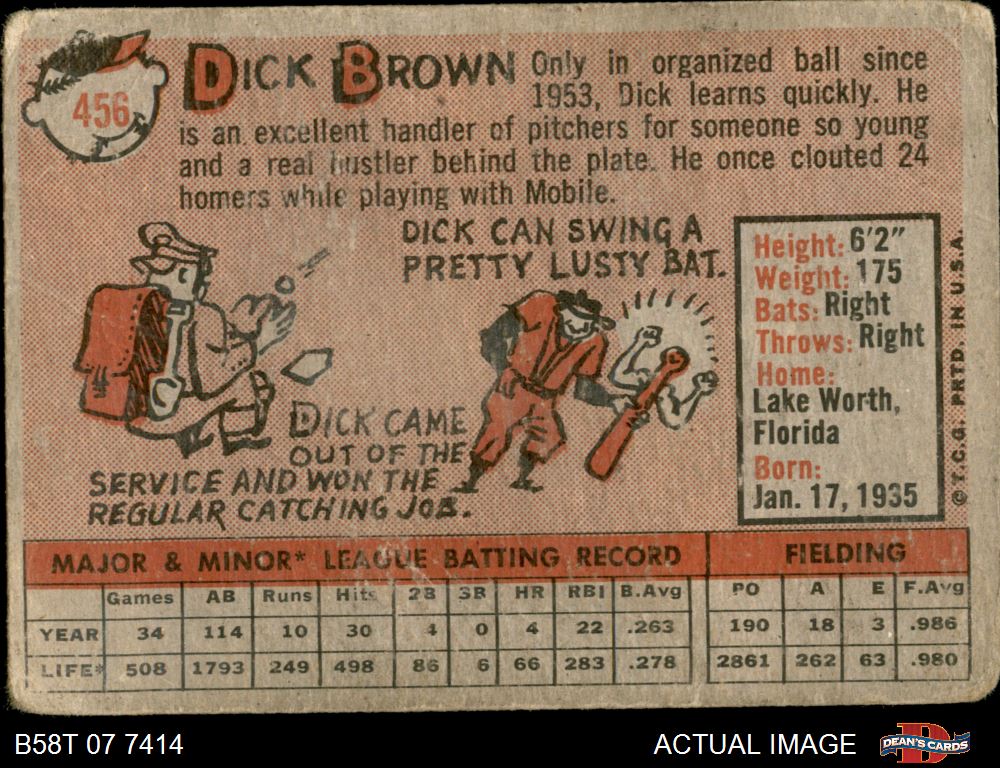 456
DICK BROWN
Only in organized ball since
1953, Dick learns quickly. He
is an excellent handler of pitchers for someone so young
and a real hustler behind the plate. He once clouted 24
homers while playing with Mobile.
DICK CAN SWING A
PRETTY LUSTY BAT.
DICK CAME
OUT OF THE
SERVICE AND WON THE
REGULAR CATCHING JOB.
Height: 6'2"
Weight: 175
Bats: Right
Throws: Right
Home:
Lake Worth,
Florida
Born:
Jan. 17, 1935
© T.C.G. PRTD. IN U.S.A.
MAJOR & MINOR* LEAGUE BATTING RECORD FIELDING
Games AB Runs Hits 2B 3B HR RBI B.Avg PO A E F.Avg
YEAR 34 114 10 30 4 0 4 22 .263 190 18 3 .986
LIFE* 508 1793 249 498 86 6 66 283 .278 2861 262 63 .980
B58T 07 7414 ACTUAL IMAGE DEAN'S CARDS